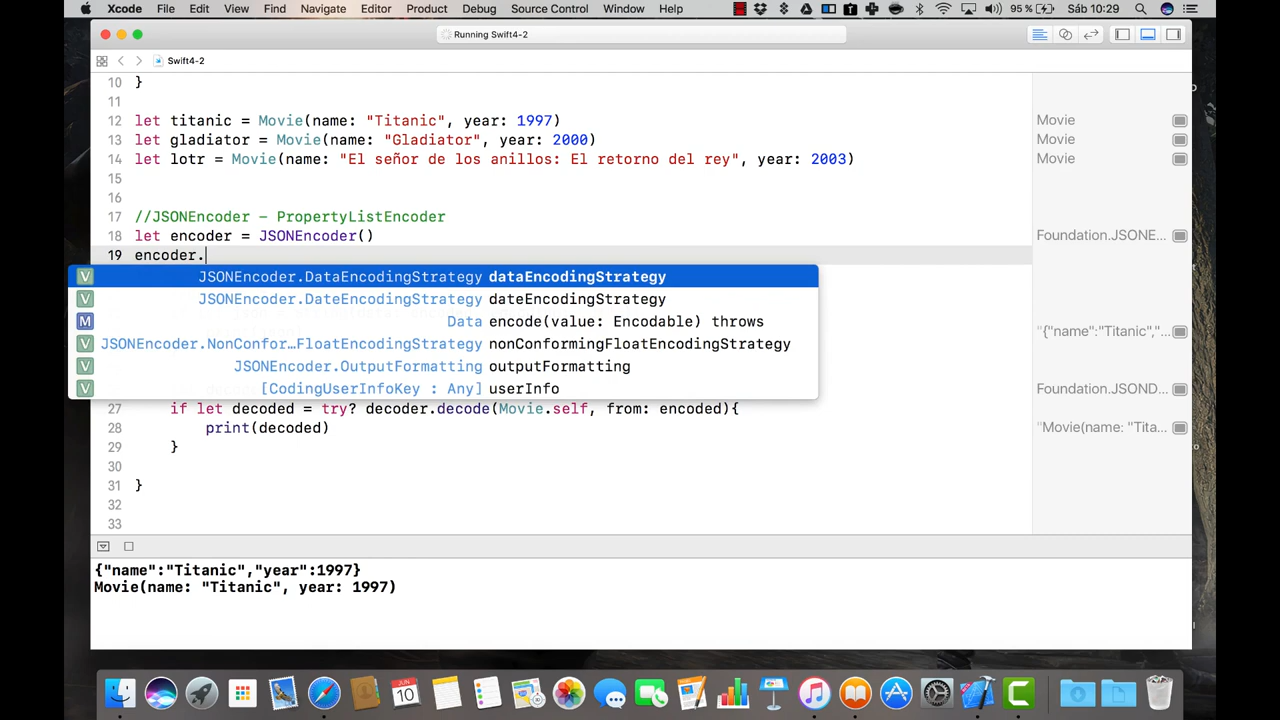 Xcode File Edit View Find Navigate Editor Product Debug Source Control Window Help 95 % Sáb 10:29
Running Swift4-2
Swift4-2
10 }
11
12 let titanic = Movie(name: "Titanic", year: 1997) Movie
13 let gladiator = Movie(name: "Gladiator", year: 2000) Movie
14 let lotr = Movie(name: "El señor de los anillos: El retorno del rey", year: 2003) Movie
15
16
17 //JSONEncoder - PropertyListEncoder
18 let encoder = JSONEncoder() Foundation.JSONE...
19 encoder.
V JSONEncoder.DataEncodingStrategy dataEncodingStrategy
V JSONEncoder.DateEncodingStrategy dateEncodingStrategy
M Data encode(value: Encodable) throws
"{"name":"Titanic","...
V JSONEncoder.NonConfor...FloatEncodingStrategy nonConformingFloatEncodingStrategy
V JSONEncoder.OutputFormatting outputFormatting
V [CodingUserInfoKey : Any] userInfo
Foundation.JSOND...
27 if let decoded = try? decoder.decode(Movie.self, from: encoded){
28 print(decoded) "Movie(name: "Tita...
29 }
30
31 }
32
33
{"name":"Titanic","year":1997}
Movie(name: "Titanic", year: 1997)
JUN
10